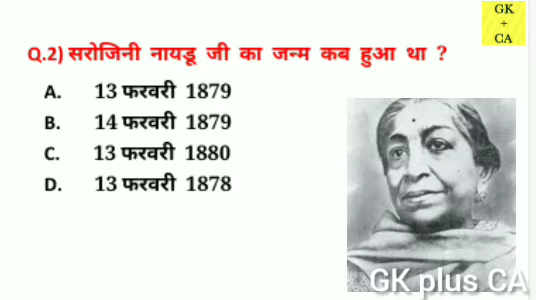 GK
+
CA
Q.2) सरोजिनी नायडू जी का जन्म कब हुआ था ?
A. 13 फरवरी 1879
B. 14 फरवरी 1879
C. 13 फरवरी 1880
D. 13 फरवरी 1878
GK plus CA